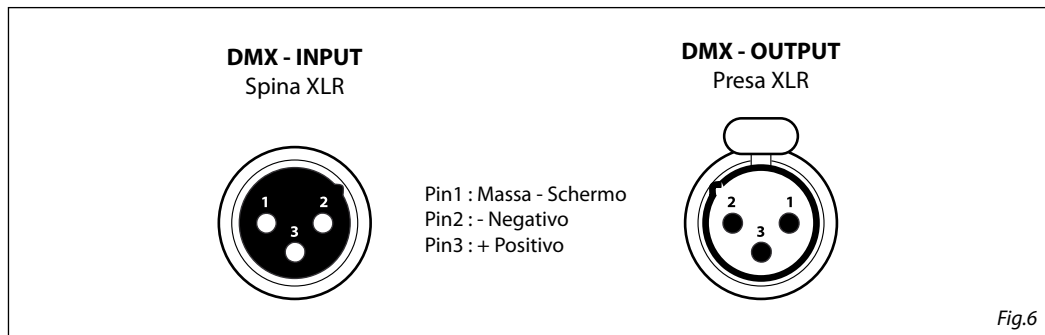 DMX - INPUT
Spina XLR
1
2
3
Pin1 : Massa - Schermo
Pin2 : - Negativo
Pin3 : + Positivo
DMX - OUTPUT
Presa XLR
2
1
3
Fig.6